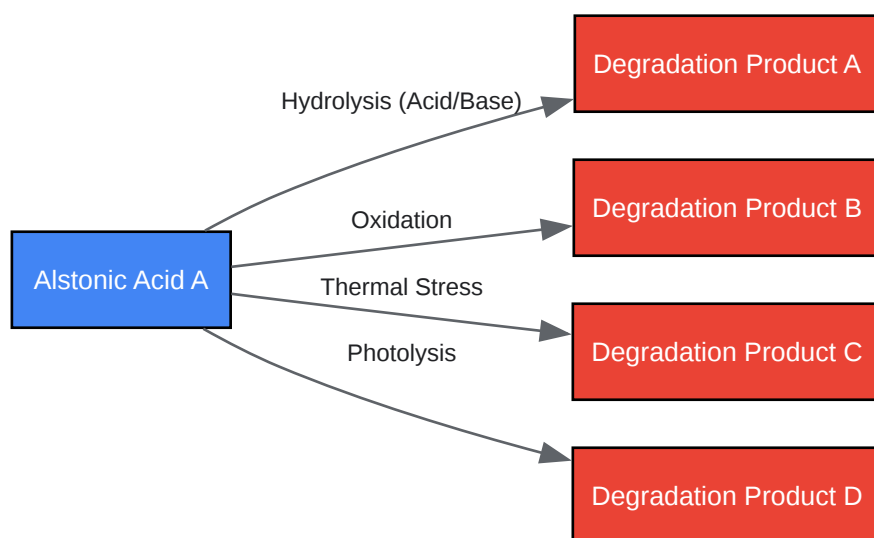 Degradation Product A
Hydrolysis (Acid/Base)
Degradation Product B
Oxidation
Alstonic Acid A
Thermal Stress
Degradation Product C
Photolysis
Degradation Product D